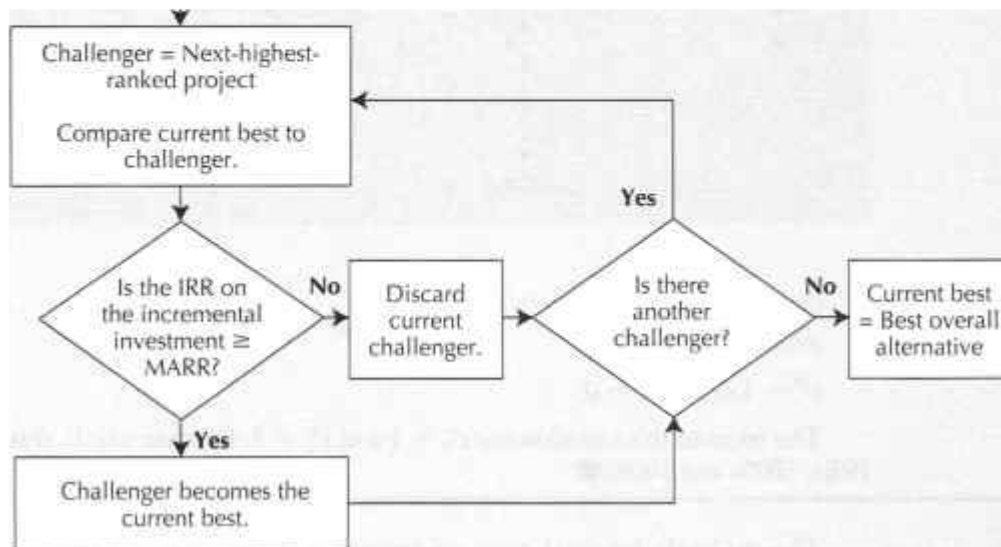 Challenger = Next-highest-
ranked project
Compare current best to
challenger.
Yes
Is the IRR on
the incremental
investment ≥
MARR?
No
Discard
current
challenger.
Is there
another
challenger?
No
Current best
= Best overall
alternative
Yes
Challenger becomes the
current best.